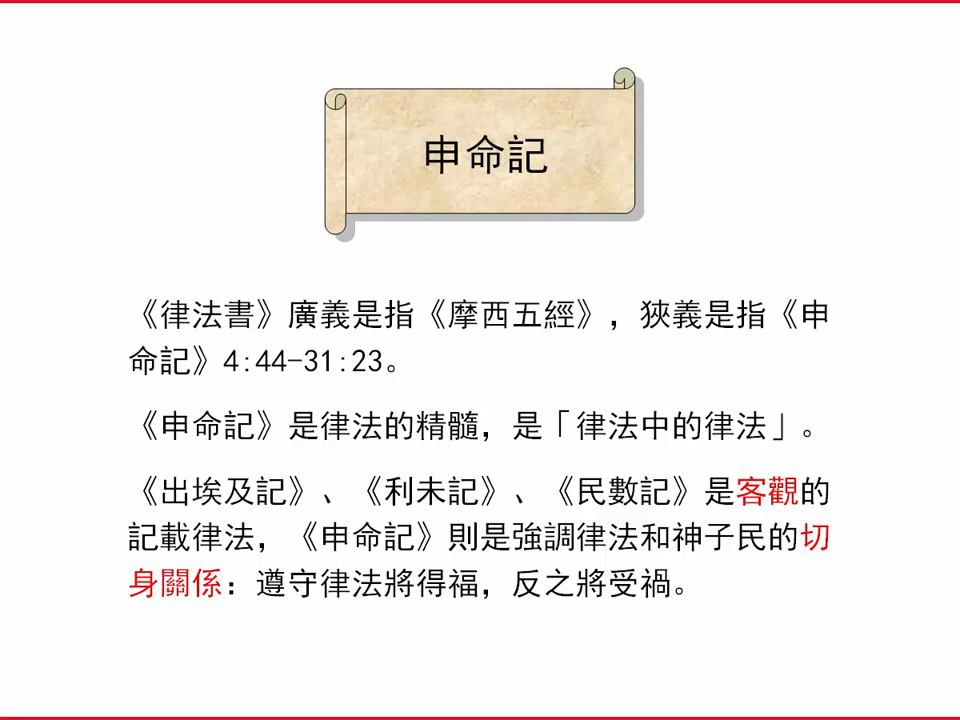 申命記
《律法書》廣義是指《摩西五經》，狹義是指《申
命記》4:44-31:23。
《申命記》是律法的精髓，是「律法中的律法」。
《出埃及記》、《利未記》、《民數記》是客觀的
記載律法，《申命記》則是強調律法和神子民的切
身關係：遵守律法將得福，反之將受禍。